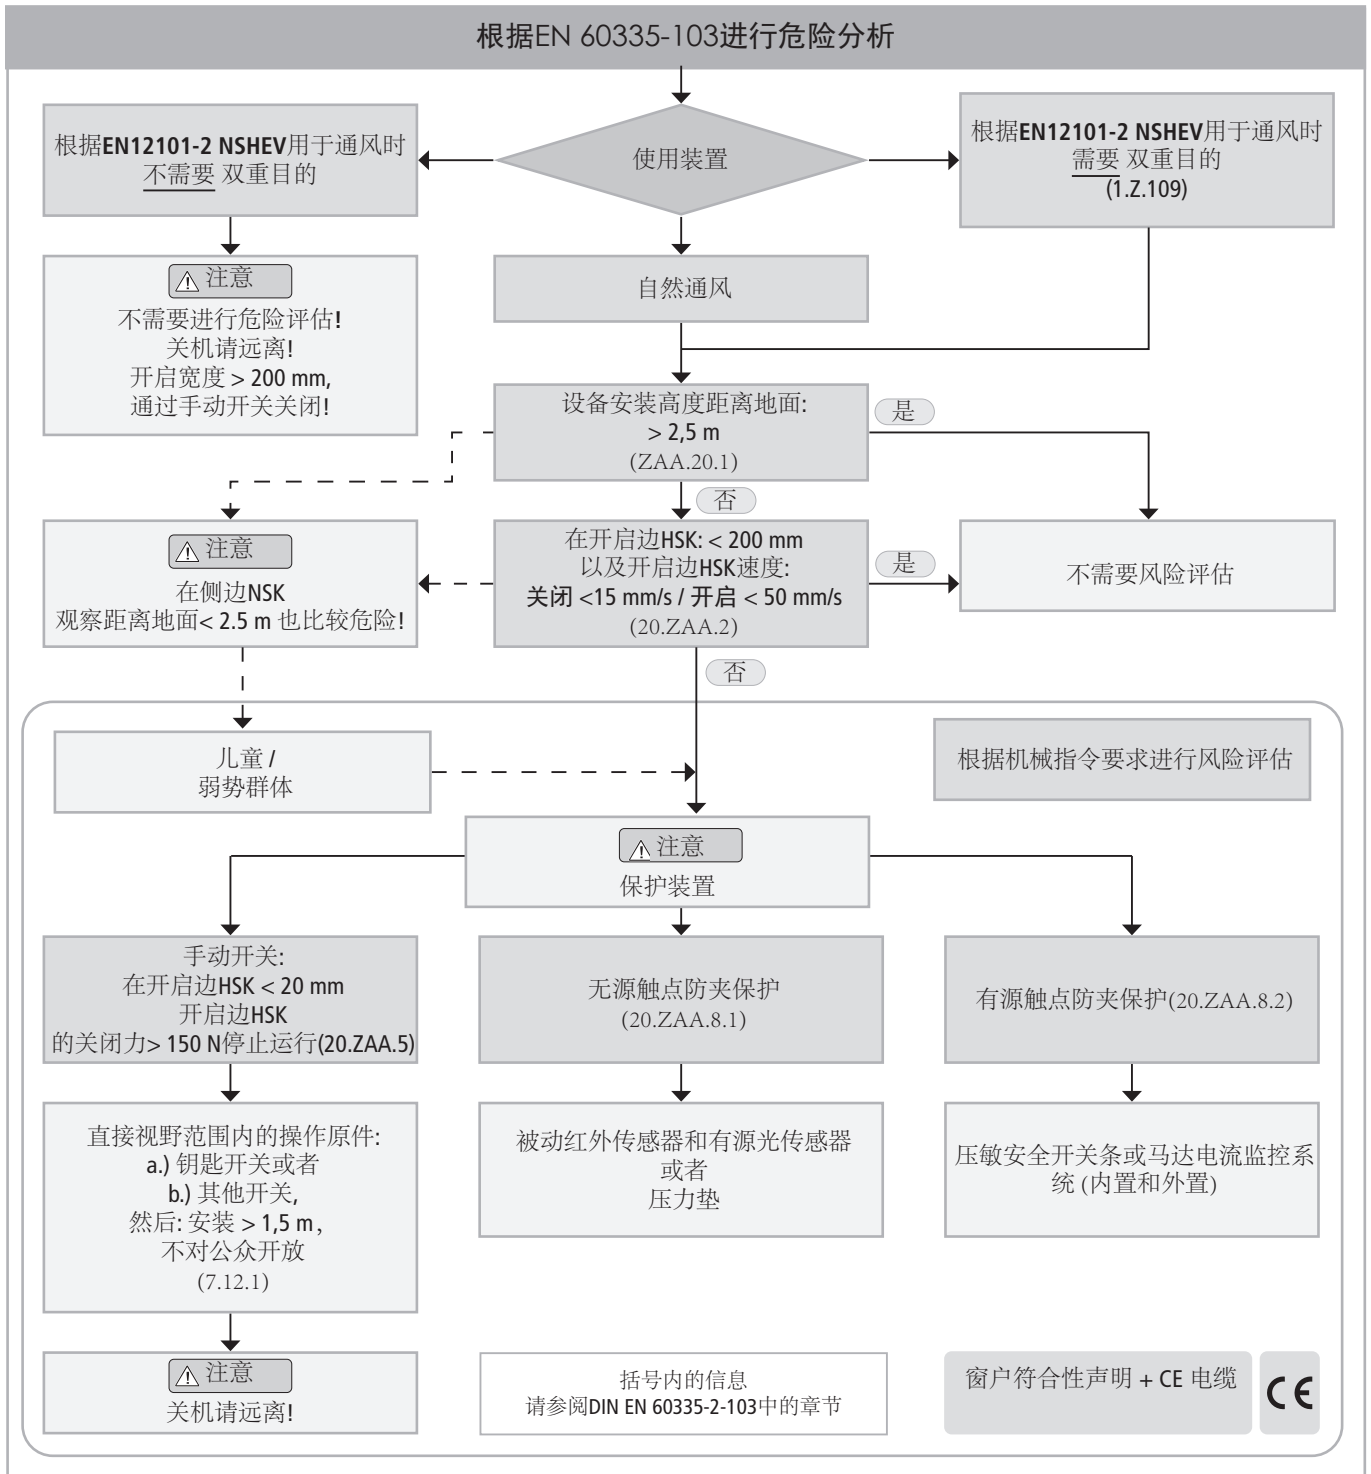 根据EN 60335-103进行危险分析
根据EN12101-2 NSHEV用于通风时
不需要 双重目的
使用装置
根据EN12101-2 NSHEV用于通风时
需要 双重目的
(1.Z.109)
注意
不需要进行危险评估!
关机请远离!
开启宽度 > 200 mm,
通过手动开关关闭!
自然通风
设备安装高度距离地面:
> 2,5 m
(ZAA.20.1)
是
否
注意
在侧边NSK
观察距离地面< 2.5 m 也比较危险!
在开启边HSK: < 200 mm
以及开启边HSK速度:
关闭 <15 mm/s / 开启 < 50 mm/s
(20.ZAA.2)
是
不需要风险评估
否
儿童 /
弱势群体
根据机械指令要求进行风险评估
注意
保护装置
手动开关:
在开启边HSK < 20 mm
开启边HSK
的关闭力> 150 N停止运行(20.ZAA.5)
无源触点防夹保护
(20.ZAA.8.1)
有源触点防夹保护(20.ZAA.8.2)
直接视野范围内的操作原件:
a.) 钥匙开关或者
b.) 其他开关,
然后: 安装 > 1,5 m,
不对公众开放
(7.12.1)
被动红外传感器和有源光传感器
或者
压力垫
压敏安全开关条或马达电流监控系
统 (内置和外置)
注意
关机请远离!
括号内的信息
请参阅DIN EN 60335-2-103中的章节
窗户符合性声明 + CE 电缆
CE